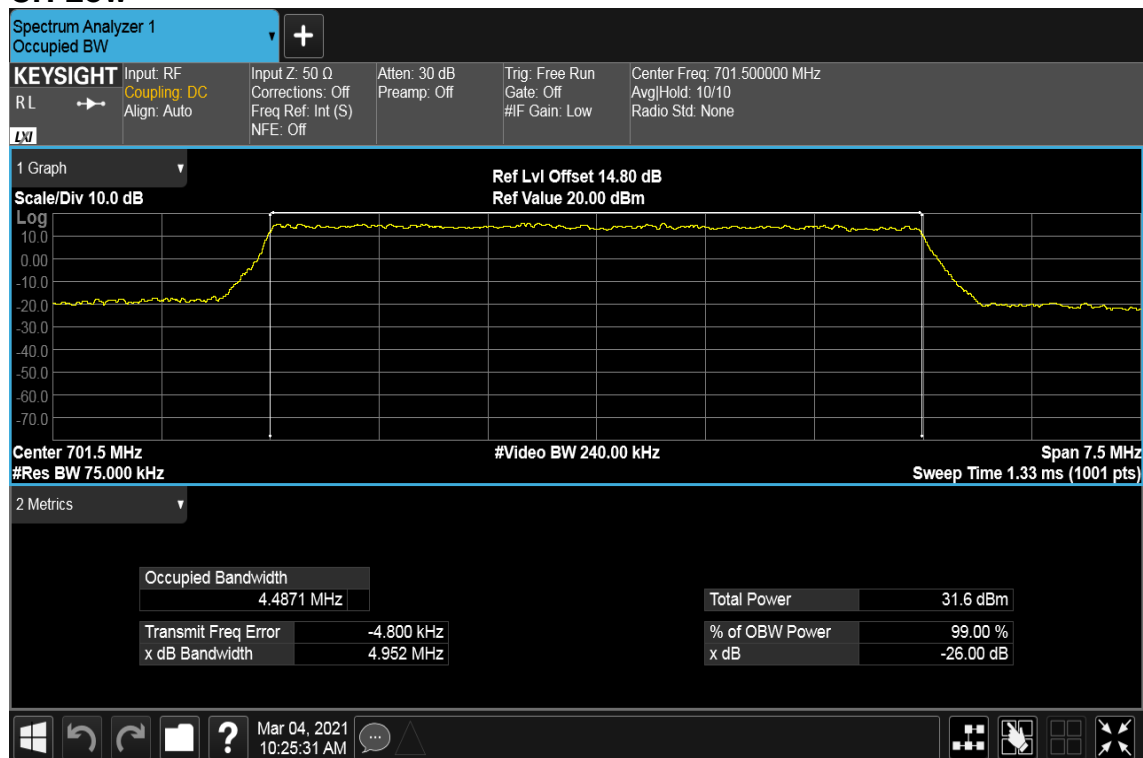 Spectrum Analyzer 1
Occupied BW
KEYSIGHT Input: RF Input Z: 50 Ω Atten: 30 dB Trig: Free Run Center Freq: 701.500000 MHz
RL Coupling: DC Corrections: Off Preamp: Off Gate: Off Avg|Hold: 10/10
Align: Auto Freq Ref: Int (S) #IF Gain: Low Radio Std: None
LXI NFE: Off
1 Graph
Ref Lvl Offset 14.80 dB
Scale/Div 10.0 dB Ref Value 20.00 dBm
Log
10.0
0.00
-10.0
-20.0
-30.0
-40.0
-50.0
-60.0
-70.0
Center 701.5 MHz #Video BW 240.00 kHz Span 7.5 MHz
#Res BW 75.000 kHz Sweep Time 1.33 ms (1001 pts)
2 Metrics
Occupied Bandwidth
4.4871 MHz Total Power 31.6 dBm
Transmit Freq Error -4.800 kHz % of OBW Power 99.00 %
x dB Bandwidth 4.952 MHz x dB -26.00 dB
? Mar 04, 2021
10:25:31 AM